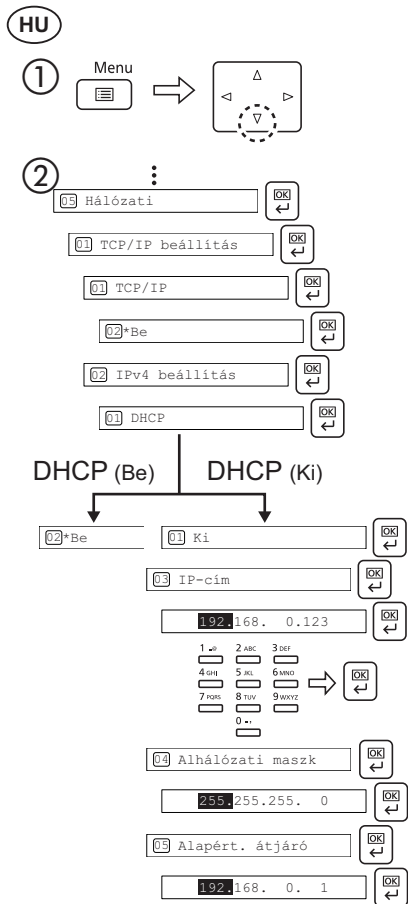 HU
1
Menu
2
05 Hálózati OK
01 TCP/IP beállítás OK
01 TCP/IP OK
02*Be OK
02 IPv4 beállítás OK
01 DHCP OK
DHCP (Be) DHCP (Ki)
02*Be 01 Ki OK
03 IP-cím OK
192.168. 0.123 OK
1 .@ 2 ABC 3 DEF
4 GHI 5 JKL 6 MNO OK
7 PQRS 8 TUV 9 WXYZ
0 -,
04 Alhálózati maszk OK
255.255.255. 0 OK
05 Alapért. átjáró OK
192.168. 0. 1 OK